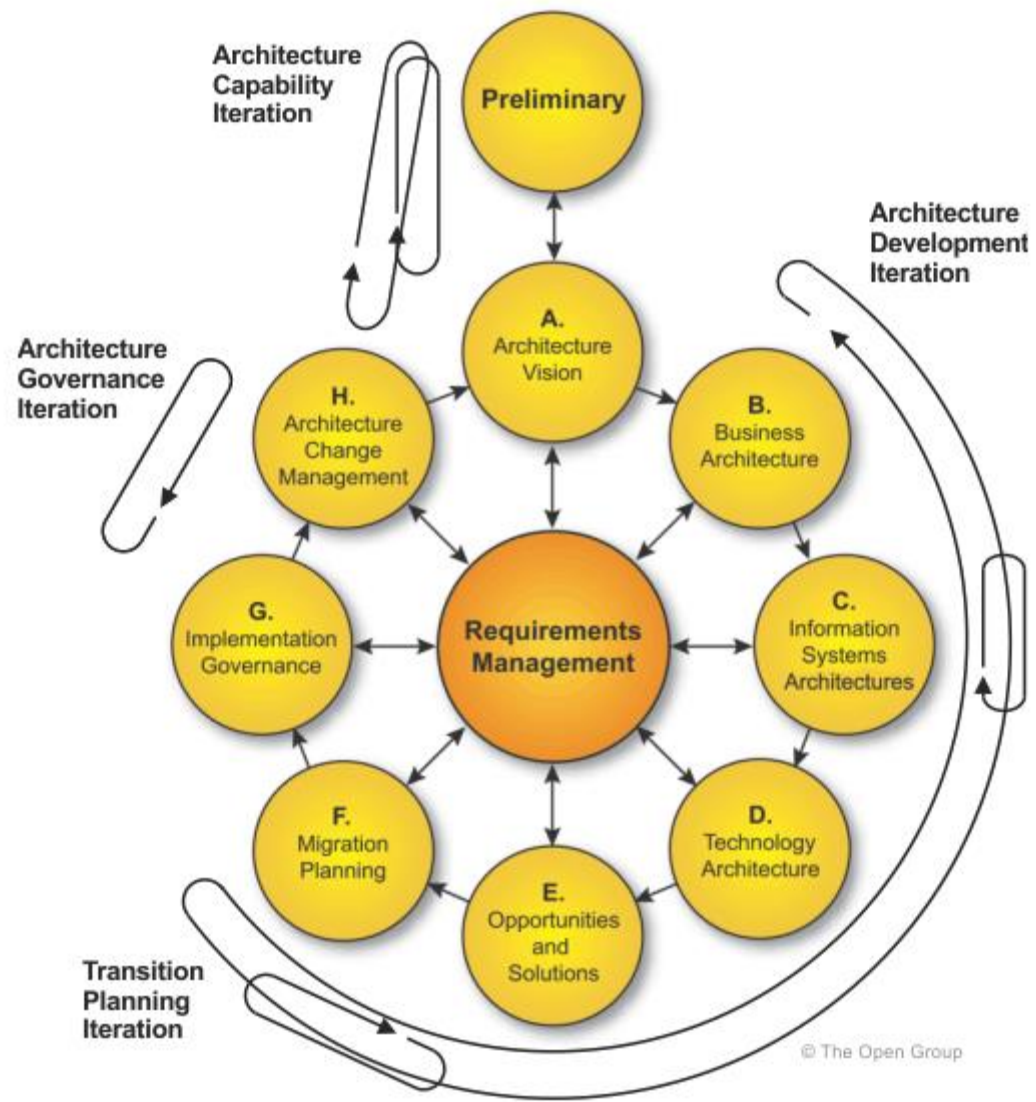 Architecture
Capability
Iteration
Preliminary
Architecture
Development
Iteration
A.
Architecture
Vision
Architecture
Governance
Iteration
H.
Architecture
Change
Management
B.
Business
Architecture
G.
Implementation
Governance
Requirements
Management
C.
Information
Systems
Architectures
F.
Migration
Planning
D.
Technology
Architecture
E.
Opportunities
and
Solutions
Transition
Planning
Iteration
© The Open Group